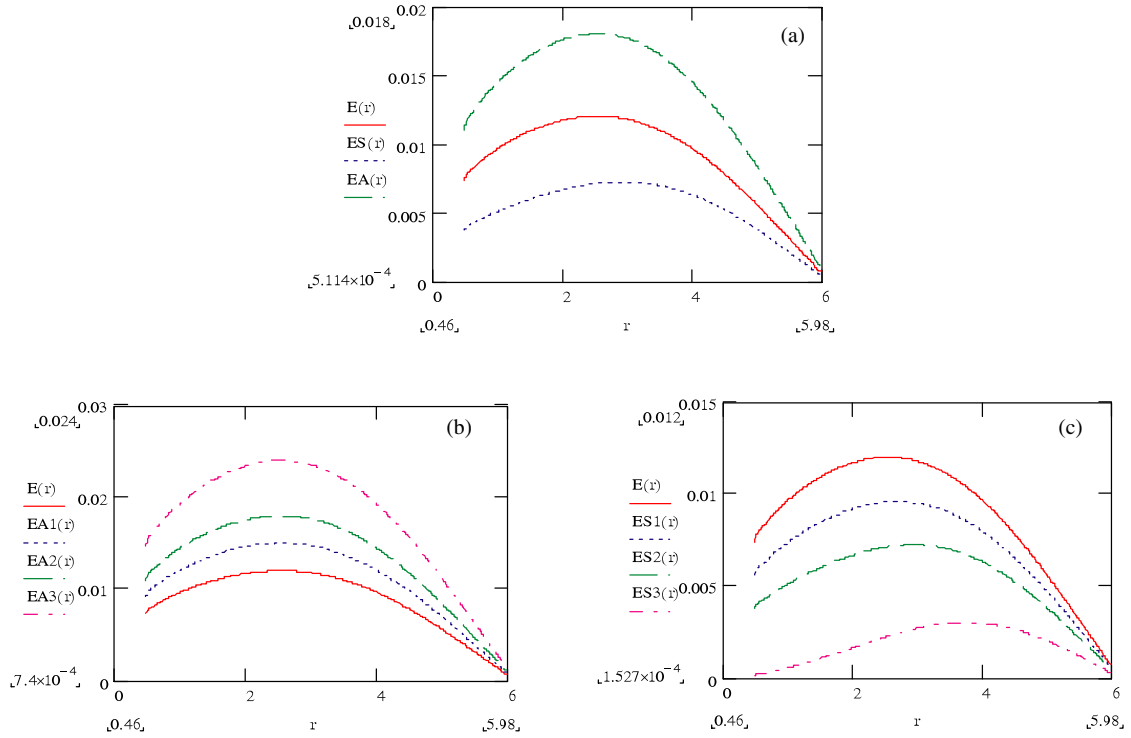 0.02
0.018
(a)
0.015
E(r)
0.01
ES(r)
EA(r)
0.005
5.114×10⁻⁴
0
0 2 4 6
0.46 r 5.98
0.03
0.024
(b)
E(r)
0.02
EA1(r)
EA2(r)
0.01
EA3(r)
7.4×10⁻⁴
0
0 2 4 6
0.46 r 5.98
0.015
0.012
(c)
E(r)
0.01
ES1(r)
ES2(r)
0.005
ES3(r)
1.527×10⁻⁴
0
0 2 4 6
0.46 r 5.98